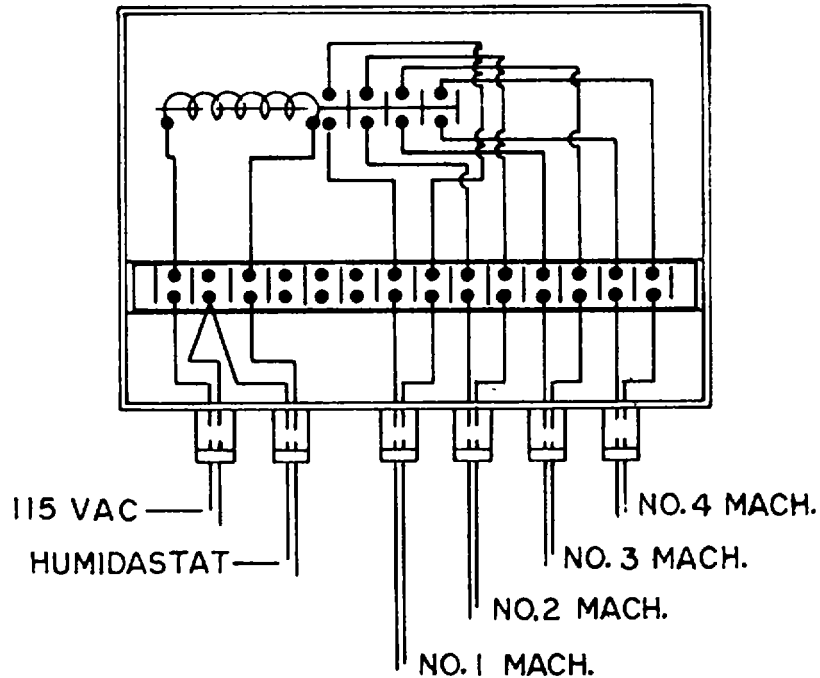 115 VAC
HUMIDASTAT
NO.4 MACH.
NO.3 MACH.
NO.2 MACH.
NO.1 MACH.